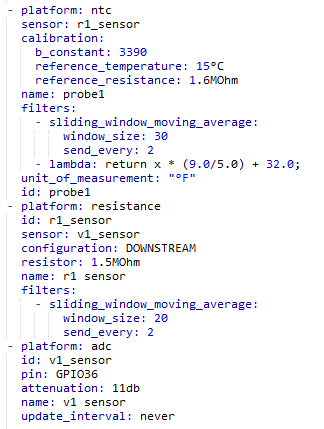 - platform: ntc
  sensor: r1_sensor
  calibration:
    b_constant: 3390
    reference_temperature: 15°C
    reference_resistance: 1.6MOhm
  name: probe1
  filters:
    - sliding_window_moving_average:
        window_size: 30
        send_every: 2
    - lambda: return x * (9.0/5.0) + 32.0;
  unit_of_measurement: "°F"
  id: probe1
- platform: resistance
  id: r1_sensor
  sensor: v1_sensor
  configuration: DOWNSTREAM
  resistor: 1.5MOhm
  name: r1 sensor
  filters:
    - sliding_window_moving_average:
        window_size: 20
        send_every: 2
- platform: adc
  id: v1_sensor
  pin: GPIO36
  attenuation: 11db
  name: v1 sensor
  update_interval: never